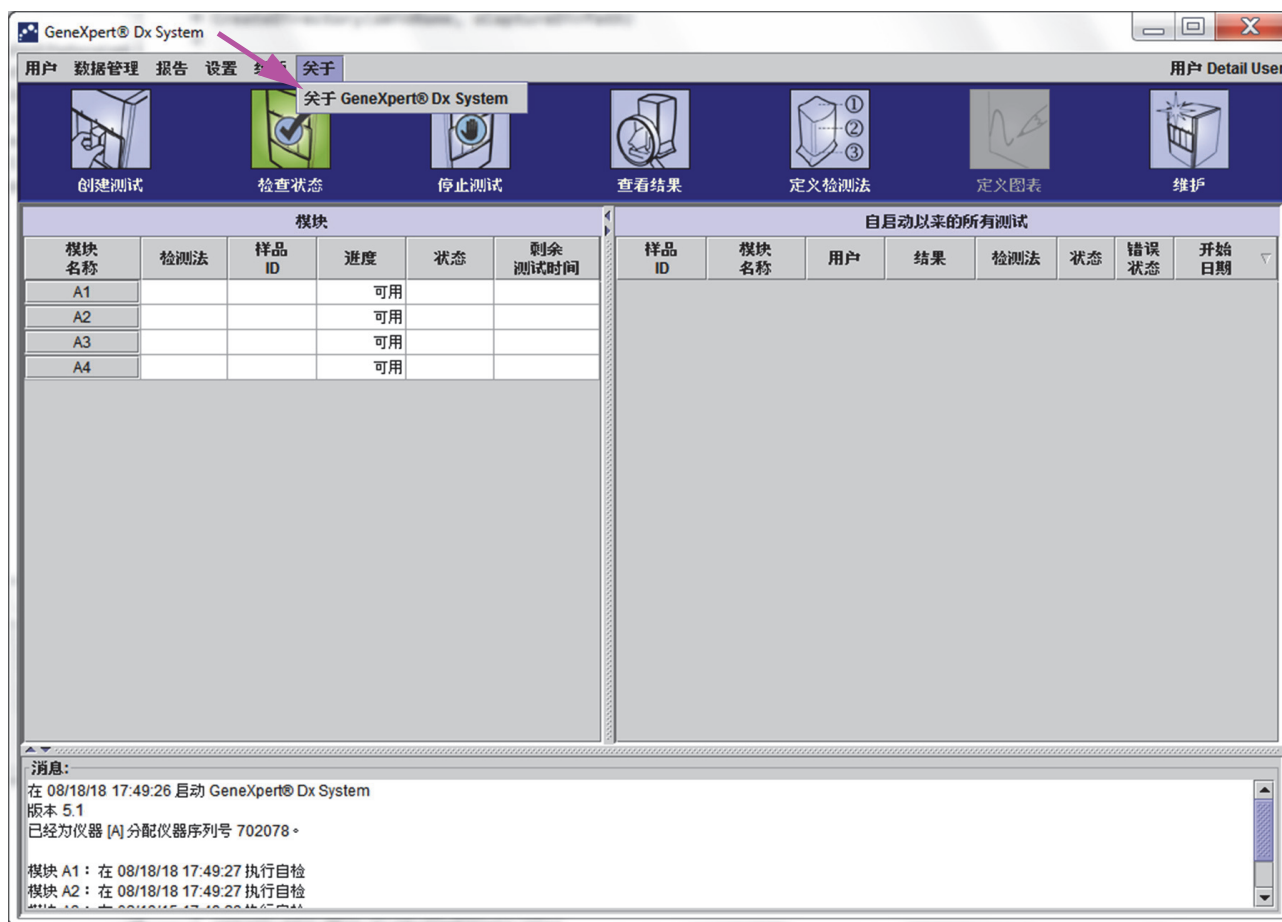 GeneXpert® Dx System
用户 数据管理 报告 设置 关于
用户 Detail User
关于 GeneXpert® Dx System
创建测试
检查状态
停止测试
查看结果
①
②
③
定义检测法
定义图表
维护
模块
模块
名称
检测法
样品
ID
进度
状态
剩余
测试时间
A1 可用
A2 可用
A3 可用
A4 可用
自启动以来的所有测试
样品
ID
模块
名称
用户
结果
检测法
状态
错误
状态
开始
日期
消息:
在 08/18/18 17:49:26 启动 GeneXpert® Dx System
版本 5.1
已经为仪器 [A] 分配仪器序列号 702078。
模块 A1：在 08/18/18 17:49:27 执行自检
模块 A2：在 08/18/18 17:49:27 执行自检